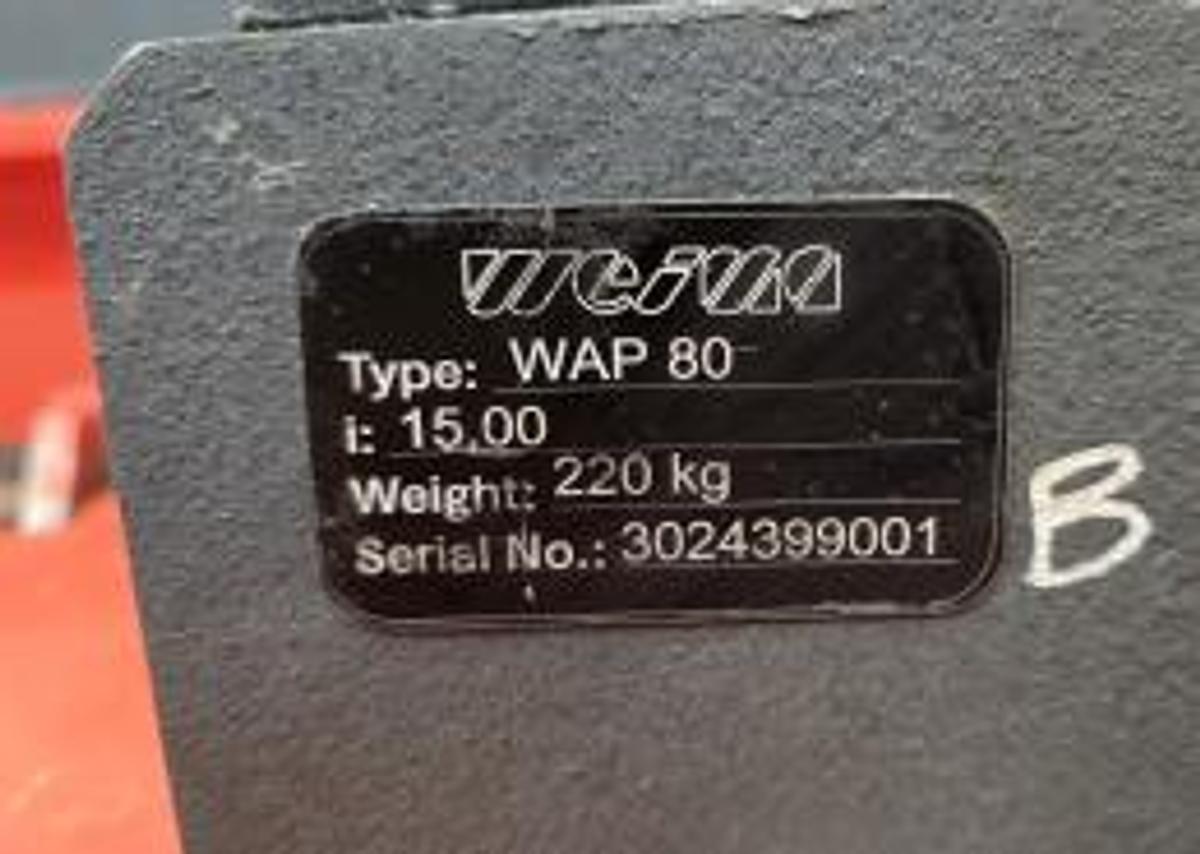 weima
Type: WAP 80
i: 15,00
Weight: 220 kg
Serial No.: 3024399001
B